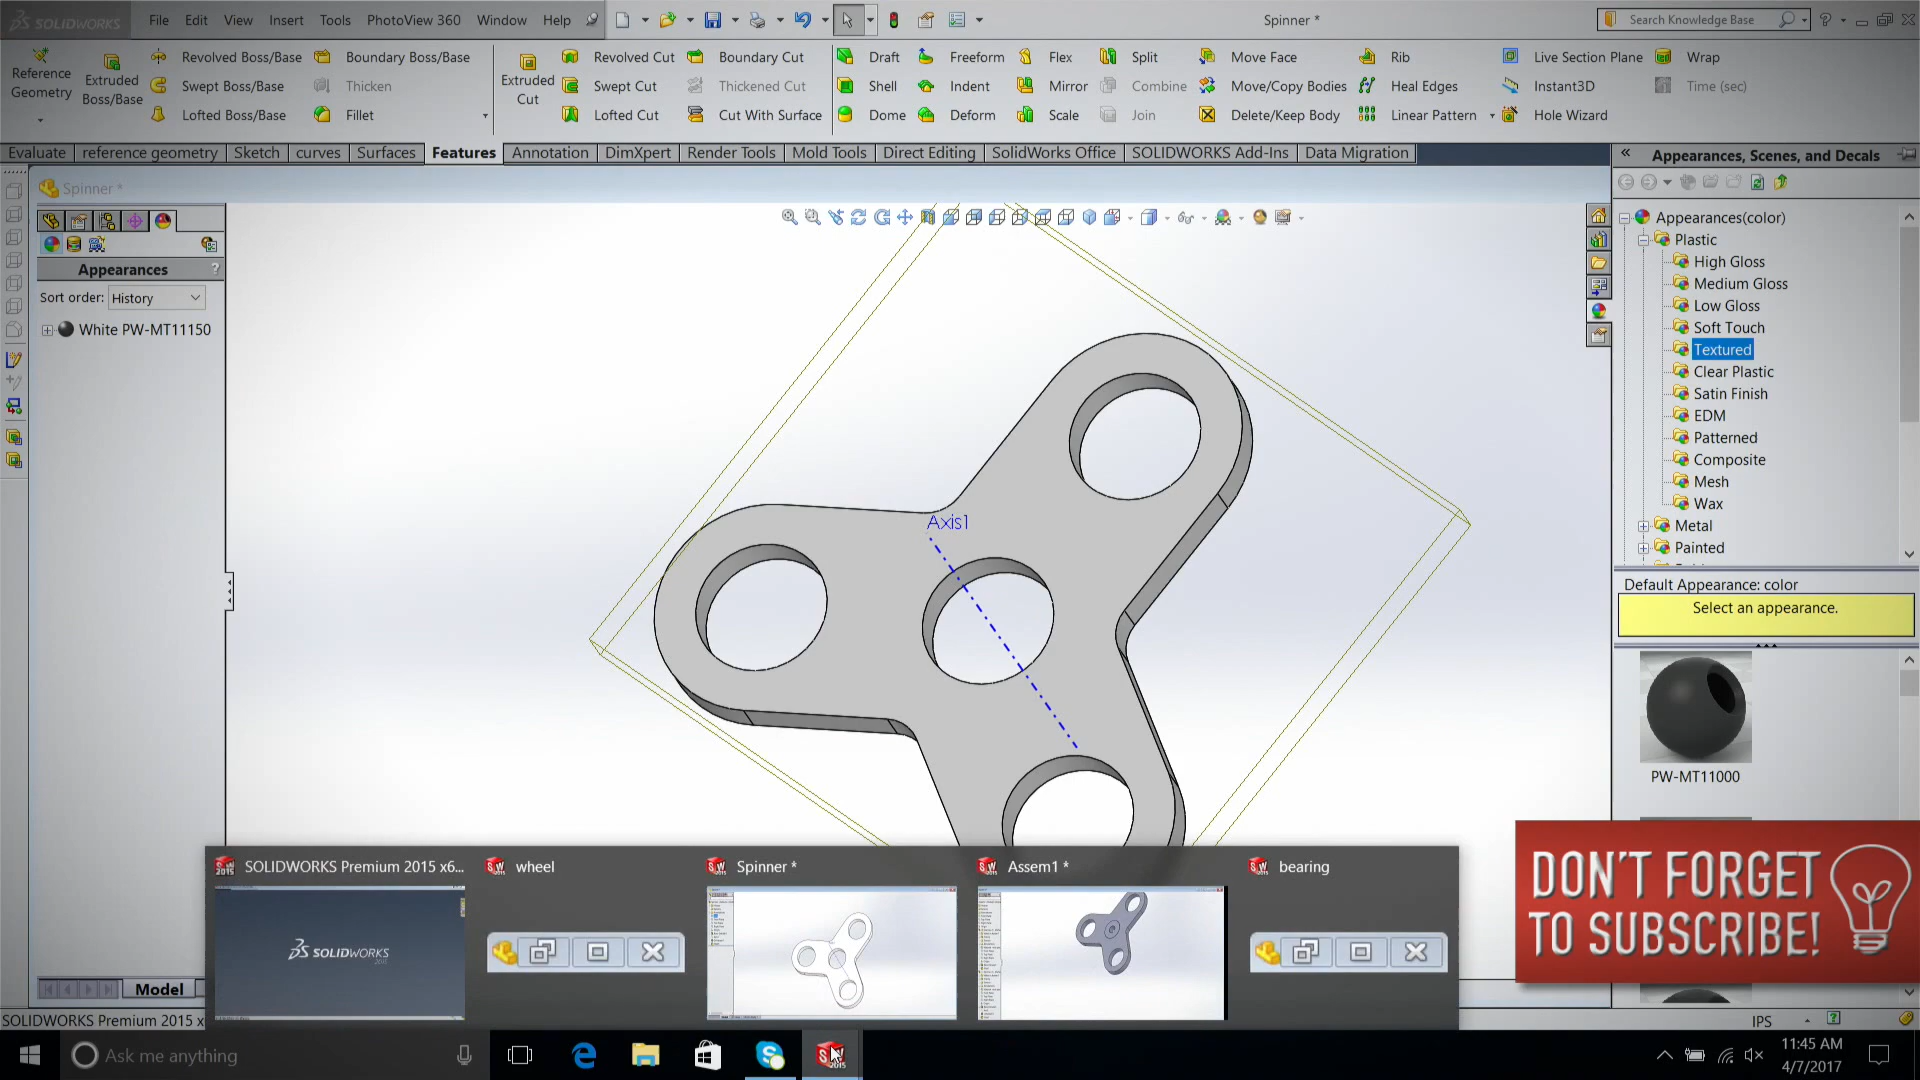 SOLIDWORKS
File Edit View Insert Tools PhotoView 360 Window Help
Spinner *
Search Knowledge Base
Reference Geometry
Extruded Boss/Base
Revolved Boss/Base
Swept Boss/Base
Lofted Boss/Base
Boundary Boss/Base
Thicken
Fillet
Extruded Cut
Revolved Cut
Swept Cut
Lofted Cut
Boundary Cut
Thickened Cut
Cut With Surface
Draft
Shell
Dome
Freeform
Indent
Deform
Flex
Mirror
Scale
Split
Combine
Join
Move Face
Move/Copy Bodies
Delete/Keep Body
Rib
Heal Edges
Linear Pattern
Live Section Plane
Instant3D
Hole Wizard
Wrap
Time (sec)
Evaluate reference geometry Sketch curves Surfaces Features Annotation DimXpert Render Tools Mold Tools Direct Editing SolidWorks Office SOLIDWORKS Add-Ins Data Migration
Spinner *
Appearances ?
Sort order: History
White PW-MT11150
Axis1
Appearances, Scenes, and Decals
Appearances(color)
Plastic
High Gloss
Medium Gloss
Low Gloss
Soft Touch
Textured
Clear Plastic
Satin Finish
EDM
Patterned
Composite
Mesh
Wax
Metal
Painted
Default Appearance: color
Select an appearance.
PW-MT11000
DON'T FORGET
TO SUBSCRIBE!
SOLIDWORKS Premium 2015 x6... wheel Spinner * Assem1 * bearing
SOLIDWORKS
Model
SOLIDWORKS Premium 2015 x
IPS
Ask me anything
11:45 AM
4/7/2017